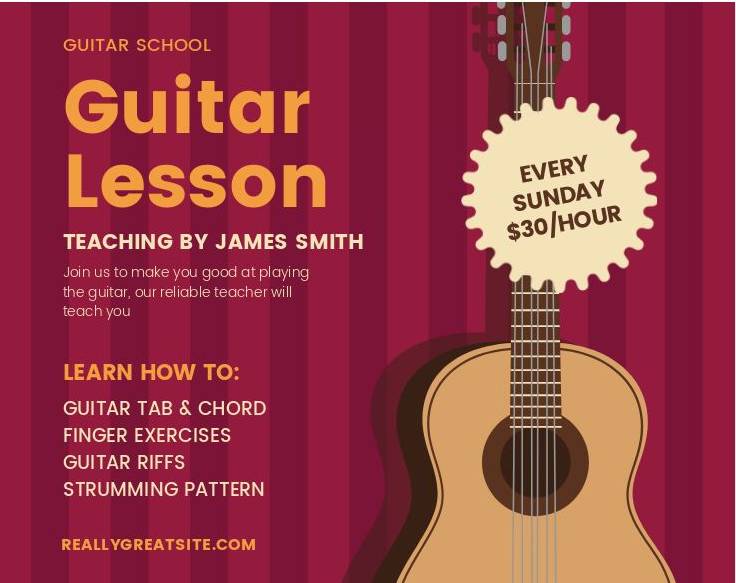 GUITAR SCHOOL
Guitar
Lesson
TEACHING BY JAMES SMITH
Join us to make you good at playing
the guitar, our reliable teacher will
teach you
LEARN HOW TO:
GUITAR TAB & CHORD
FINGER EXERCISES
GUITAR RIFFS
STRUMMING PATTERN
REALLYGREATSITE.COM
EVERY
SUNDAY
$30/HOUR